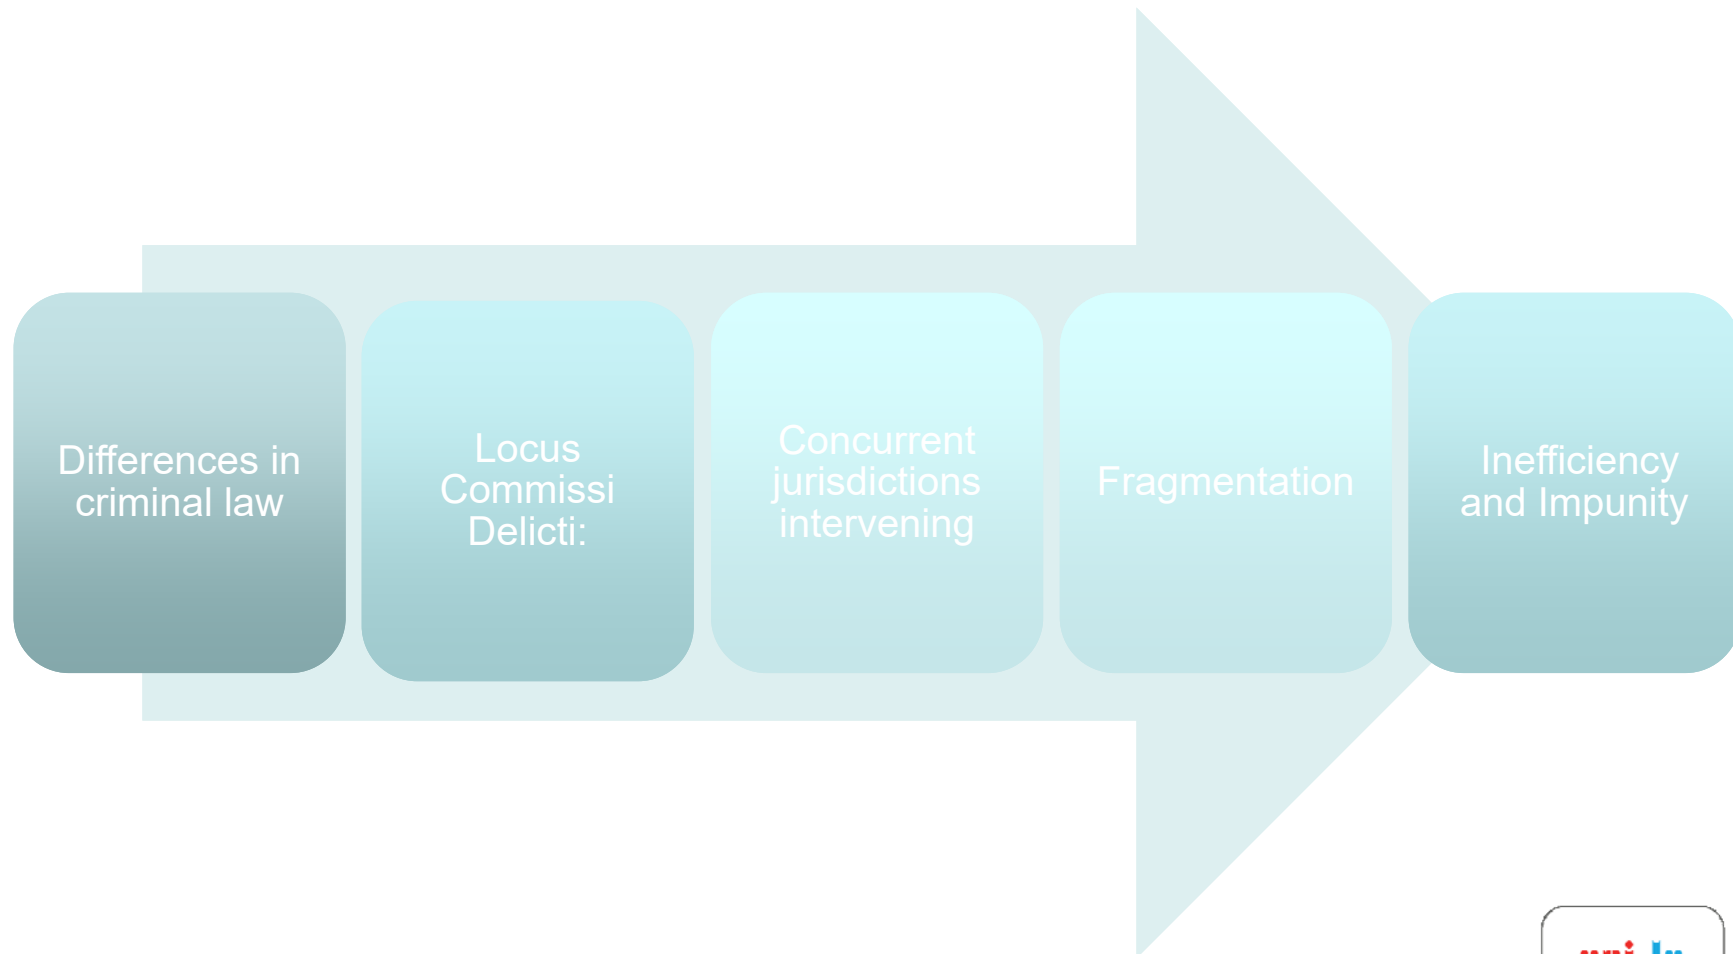 Differences in
criminal law
Locus
Commissi
Delicti:
Concurrent
jurisdictions
intervening
Fragmentation
Inefficiency
and Impunity